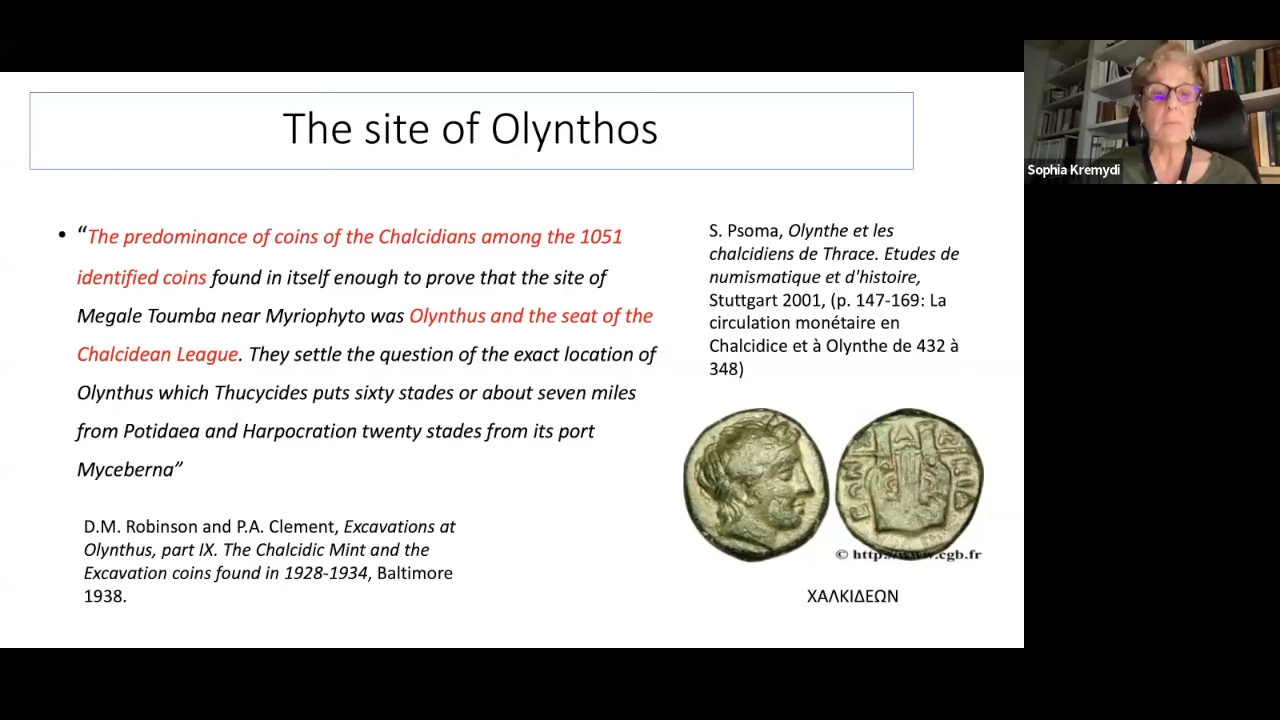 The site of Olynthos
• “The predominance of coins of the Chalcidians among the 1051
identified coins found in itself enough to prove that the site of
Megale Toumba near Myriophyto was Olynthus and the seat of the
Chalcidean League. They settle the question of the exact location of
Olynthus which Thucycides puts sixty stades or about seven miles
from Potidaea and Harpocration twenty stades from its port
Myceberna”
D.M. Robinson and P.A. Clement, Excavations at
Olynthus, part IX. The Chalcidic Mint and the
Excavation coins found in 1928-1934, Baltimore
1938.
S. Psoma, Olynthe et les
chalcidiens de Thrace. Etudes de
numismatique et d'histoire,
Stuttgart 2001, (p. 147-169: La
circulation monétaire en
Chalcidice et à Olynthe de 432 à
348)
ΧΑΛΚΙΔΕΩΝ
Sophia Kremydi